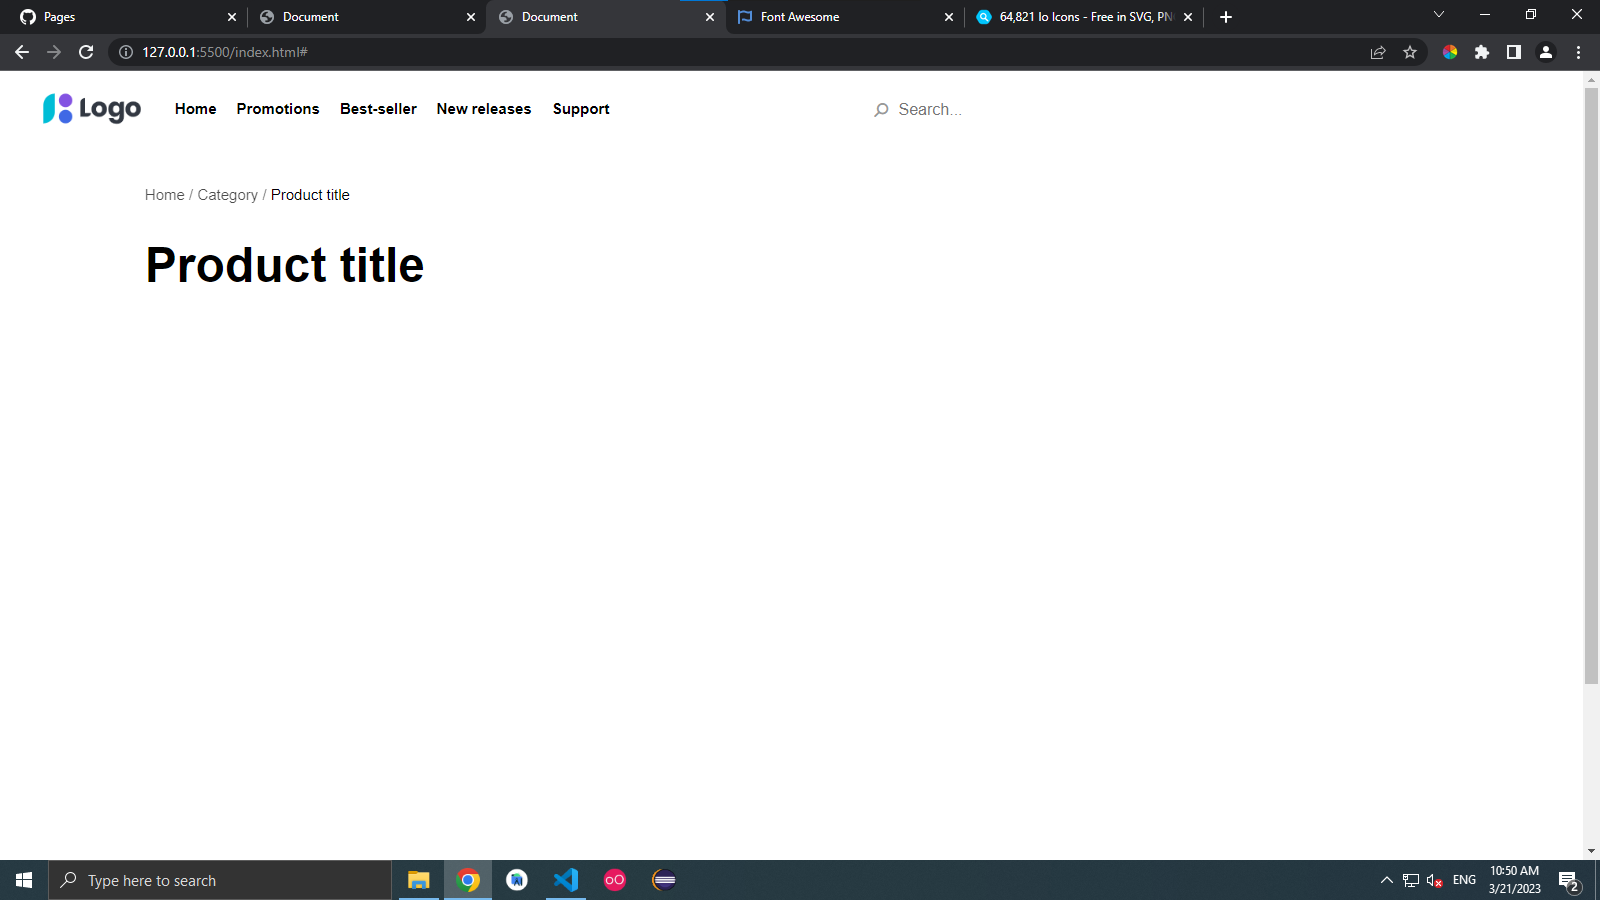 Pages
Document
Document
Font Awesome
64,821 Io Icons - Free in SVG, PN
127.0.0.1:5500/index.html#
Logo
Home
Promotions
Best-seller
New releases
Support
Search...
Home / Category / Product title
Product title
Type here to search
oO
ENG
10:50 AM
3/21/2023
2